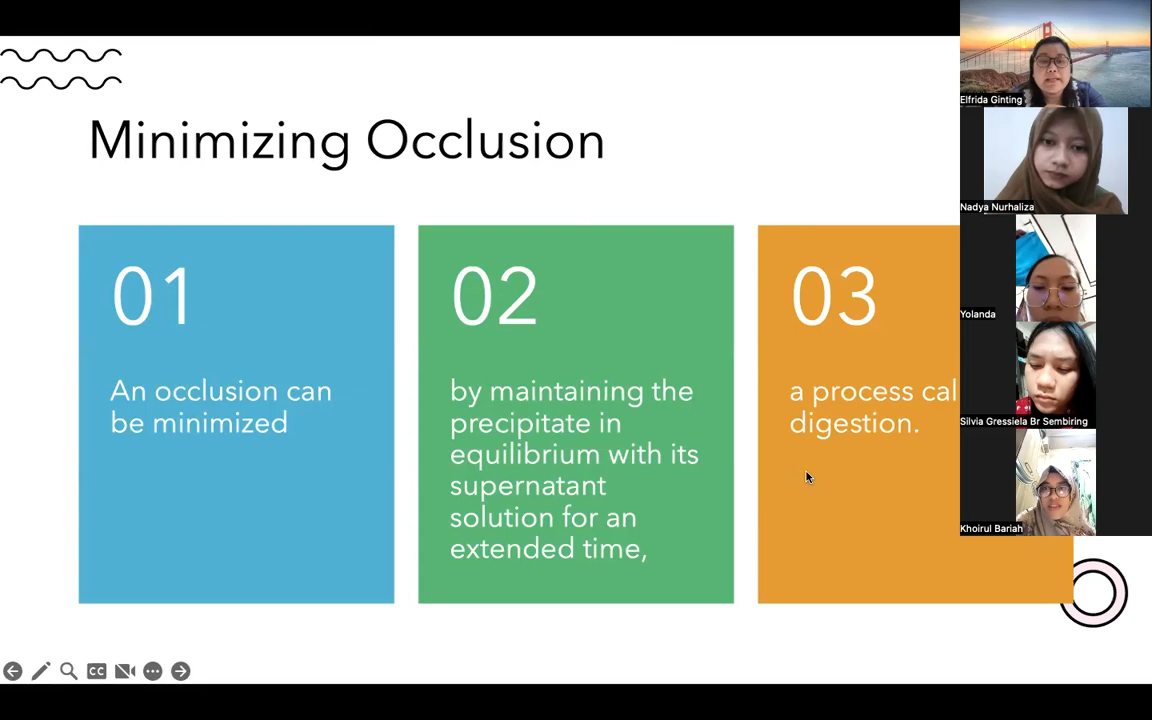 Minimizing Occlusion
01
An occlusion can
be minimized
02
by maintaining the
precipitate in
equilibrium with its
supernatant
solution for an
extended time,
03
a process cal
digestion.
Elfrida Ginting
Nadya Nurhaliza
Yolanda
Silvia Gressiela Br Sembiring
Khoirul Bariah
CC